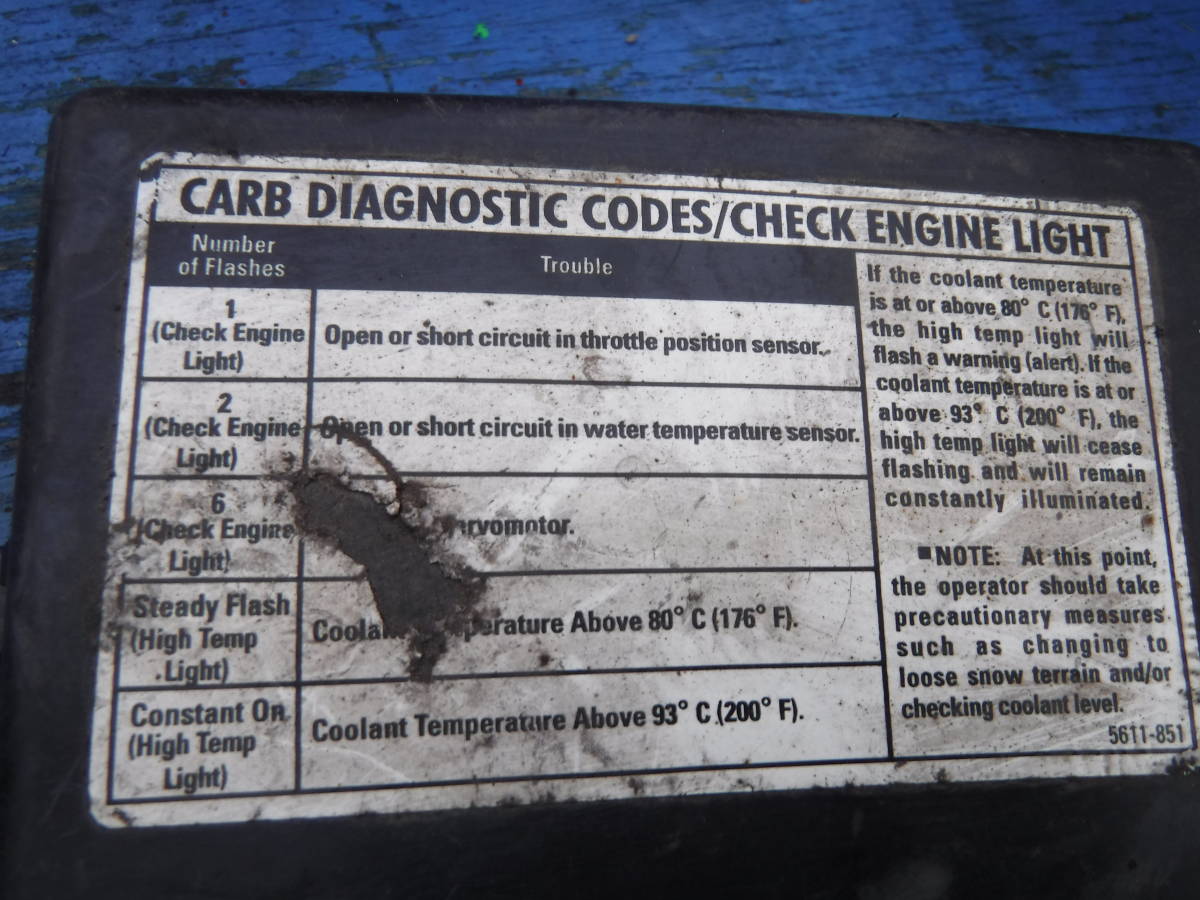 CARB DIAGNOSTIC CODES/CHECK ENGINE LIGHT
Number
of Flashes
Trouble
1
(Check Engine
Light)
Open or short circuit in throttle position sensor.
2
(Check Engine
Light)
Open or short circuit in water temperature sensor.
6
(Check Engine
Light)
Steady Flash
(High Temp
Light)
Above 80° C (176° F).
Constant On
(High Temp
Light)
Coolant Temperature Above 93° C (200° F).
If the coolant temperature
is at or above 80° C (176° F),
the high temp light will
flash a warning (alert). If the
coolant temperature is at or
above 93° C (200° F), the
high temp light will cease
flashing and will remain
constantly illuminated.
■NOTE: At this point,
the operator should take
precautionary measures
such as changing to
loose snow terrain and/or
checking coolant level.
5611-851